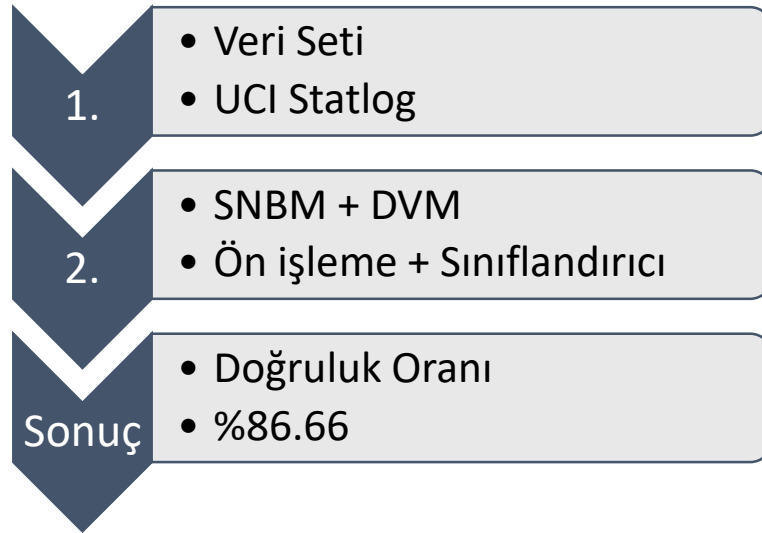 1.
• Veri Seti
• UCI Statlog
2.
• SNBM + DVM
• Ön işleme + Sınıflandırıcı
Sonuç
• Doğruluk Oranı
• %86.66